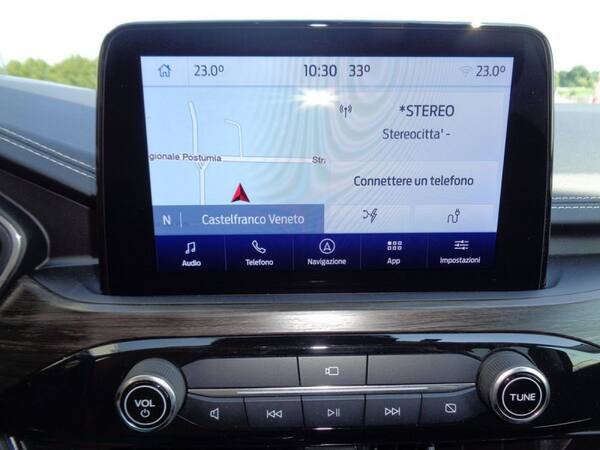 23.0° 10:30 33° 23.0°
*STEREO
Stereocitta' -
gionale Postumia Stra
Connettere un telefono
N Castelfranco Veneto
Audio Telefono Navigazione App Impostazioni
VOL TUNE